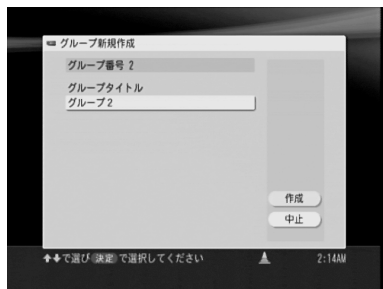 グループ新規作成
グループ番号 2
グループタイトル
グループ2
作成
中止
で選び 決定 で選択してください
2:14AM